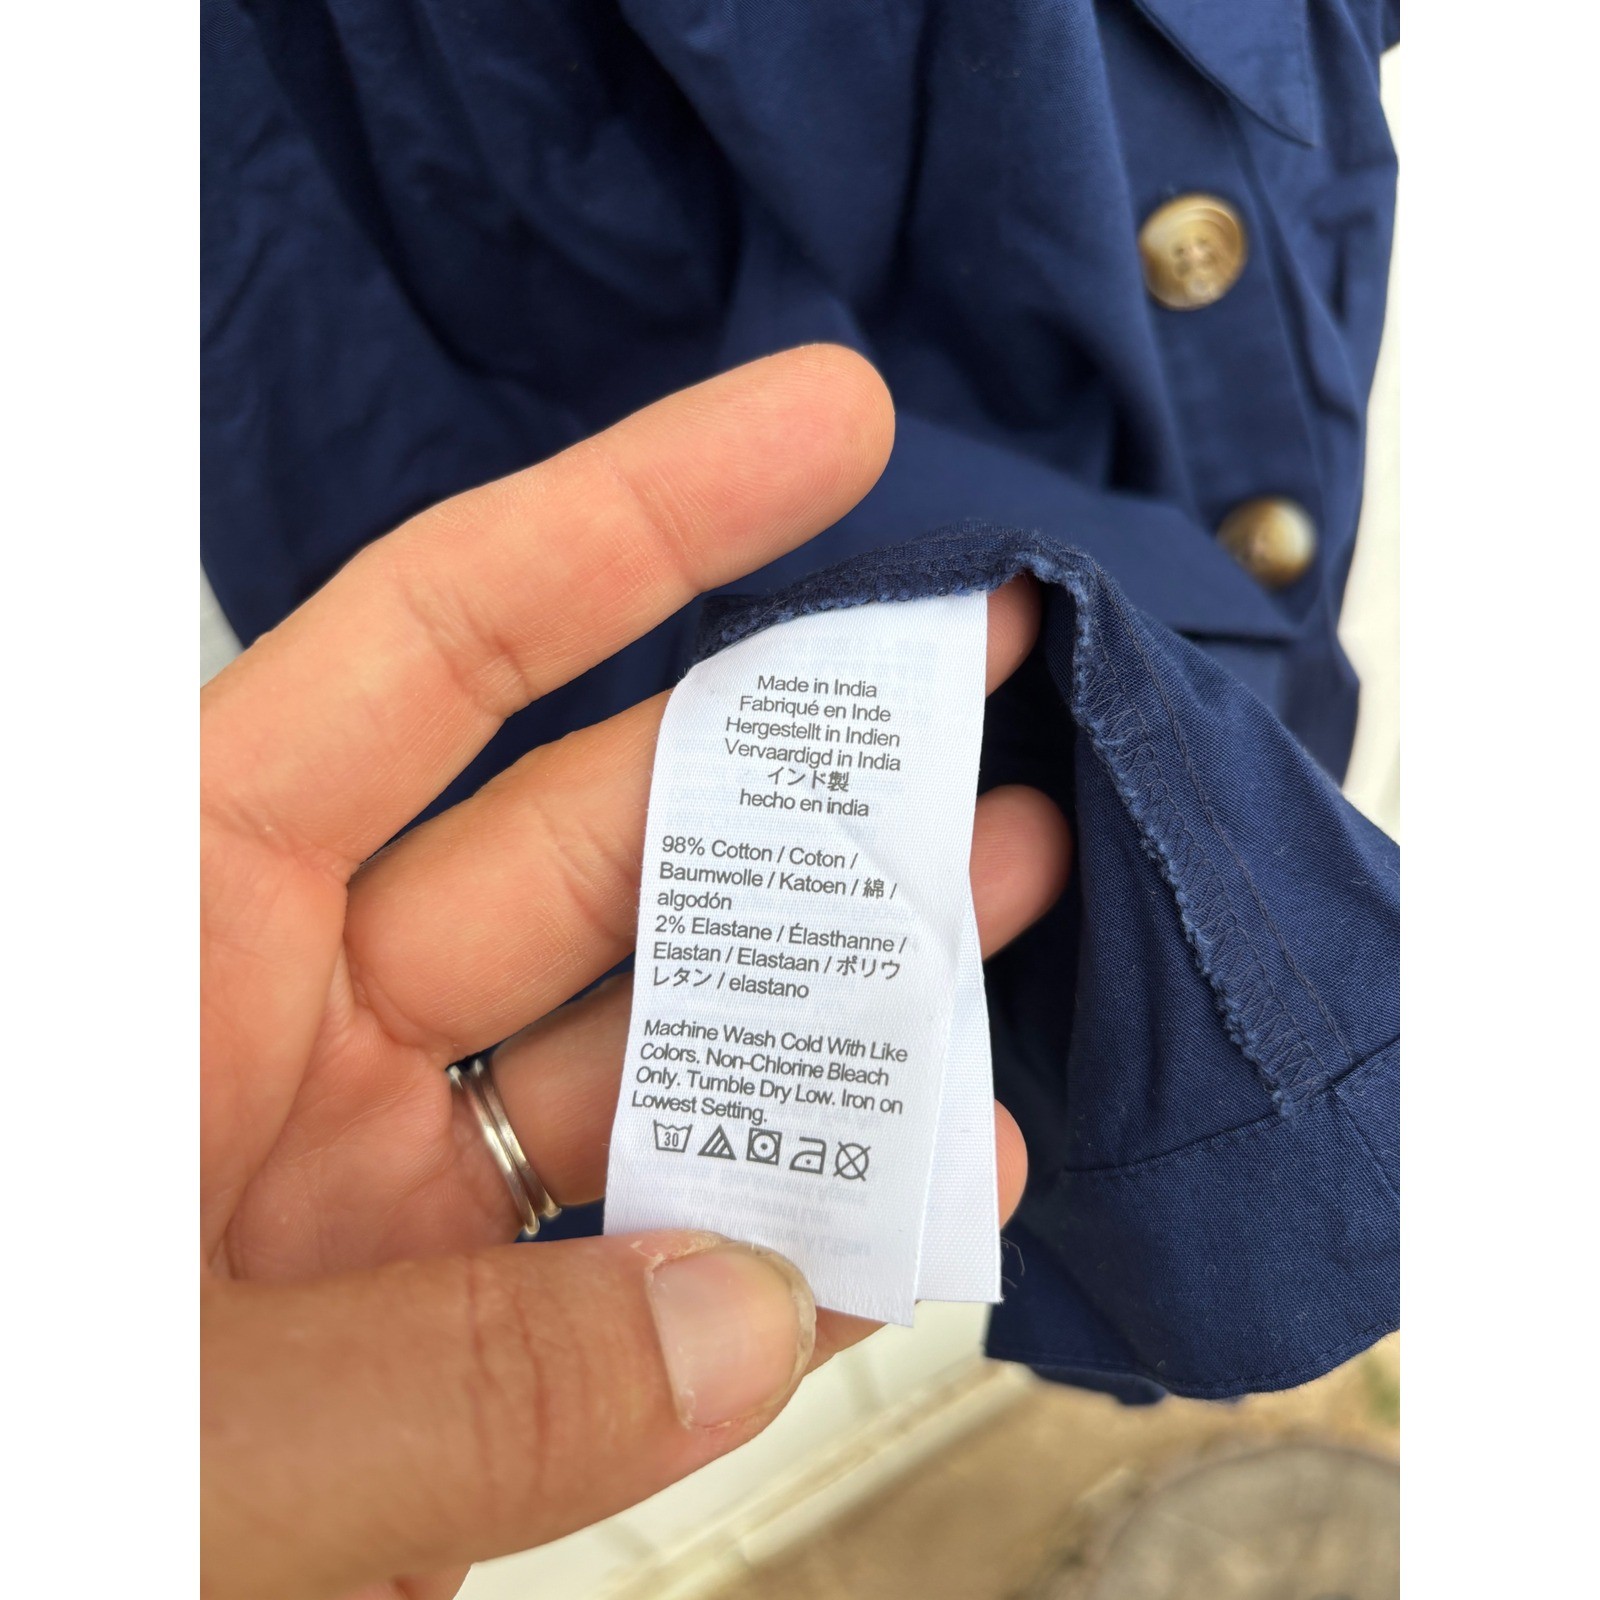 Made in India
Fabriqué en Inde
Hergestellt in Indien
Vervaardigd in India
インド製
hecho en india
98% Cotton / Coton /
Baumwolle / Katoen / 綿 /
algodón
2% Elastane / Élasthanne /
Elastan / Elastaan / ポリウ
レタン / elastano
Machine Wash Cold With Like
Colors. Non-Chlorine Bleach
Only. Tumble Dry Low. Iron on
Lowest Setting.
30